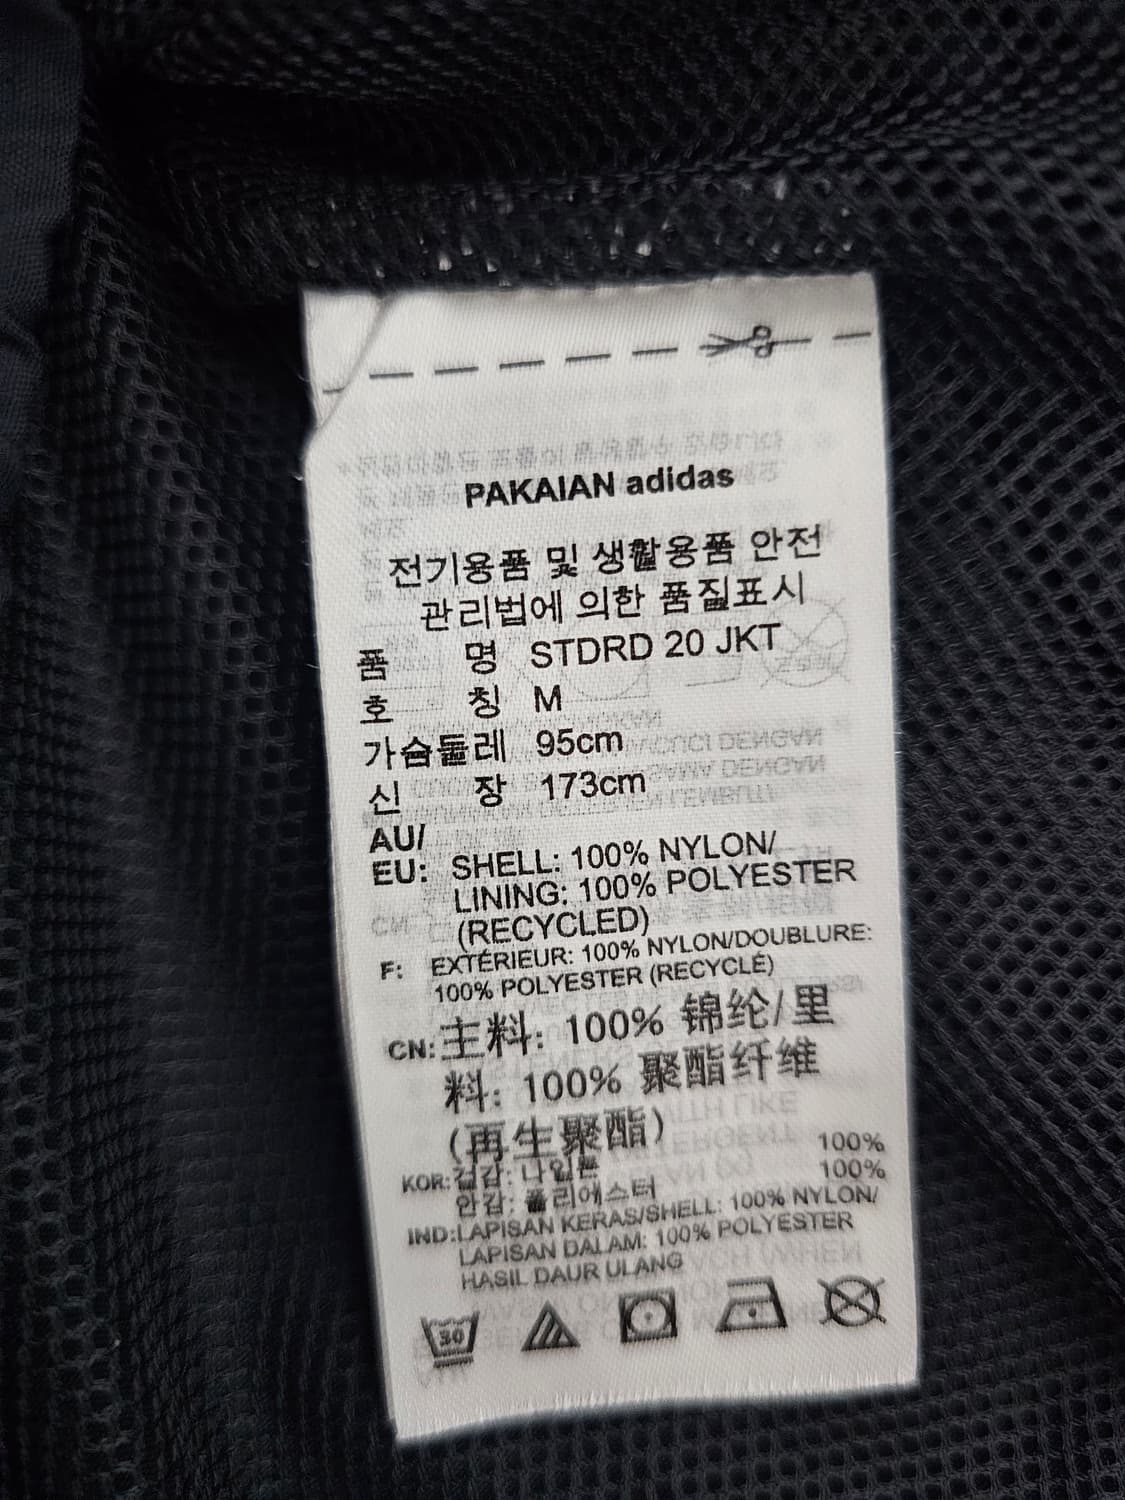 PAKAIAN adidas
전기용품 및 생활용품 안전
관리법에 의한 품질표시
품 명 STDRD 20 JKT
호 칭 M
가슴둘레 95cm
신 장 173cm
AU/
EU: SHELL: 100% NYLON/
LINING: 100% POLYESTER
(RECYCLED)
F: EXTÉRIEUR: 100% NYLON/DOUBLURE:
100% POLYESTER (RECYCLÉ)
CN: 主料: 100% 锦纶/里
料: 100% 聚酯纤维
(再生聚酯)
KOR: 겉감: 나일론 100%
안감: 폴리에스터 100%
IND: LAPISAN KERAS/SHELL: 100% NYLON/
LAPISAN DALAM: 100% POLYESTER
HASIL DAUR ULANG
30